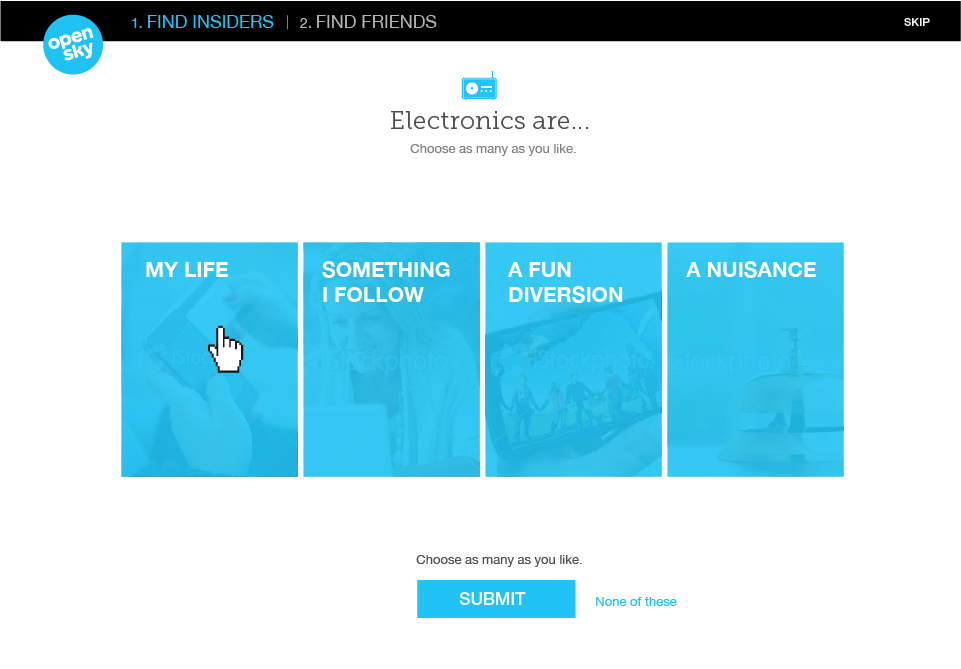 open
sky
1. FIND INSIDERS | 2. FIND FRIENDS
SKIP
Electronics are...
Choose as many as you like.
MY LIFE
SOMETHING
I FOLLOW
A FUN
DIVERSION
A NUISANCE
iStockphoto
iStockphoto
iStockphoto
Choose as many as you like.
SUBMIT
None of these